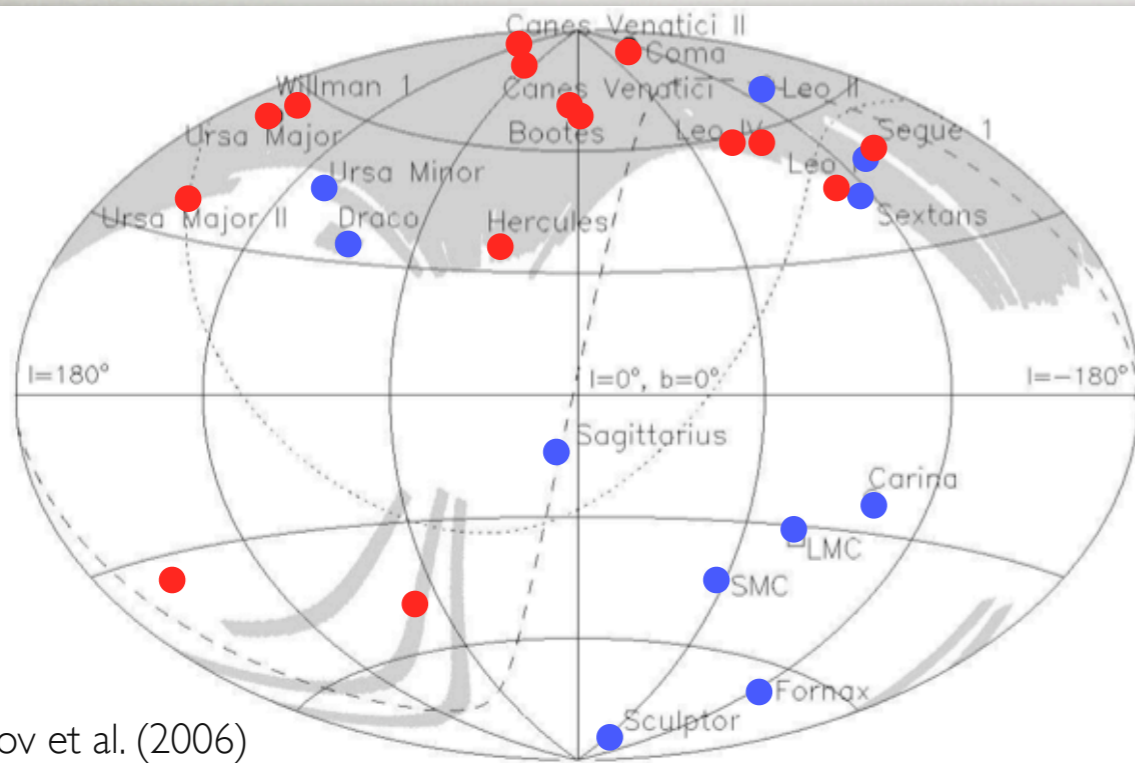 Canes Venatici II
Coma
Willman 1
Canes Venatici
Leo II
Ursa Major
Bootes
Leo IV
Segue 1
Leo
Ursa Minor
Sextans
Ursa Major II
Draco
Hercules
l=180°
l=0°, b=0°
l=-180°
Sagittarius
Carina
LMC
SMC
Fornax
Sculptor
ov et al. (2006)